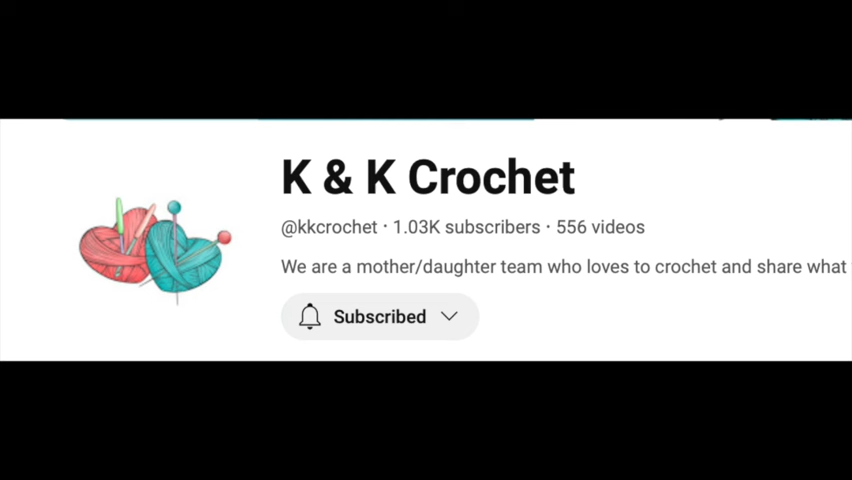 K & K Crochet
@kkcrochet · 1.03K subscribers · 556 videos
We are a mother/daughter team who loves to crochet and share what
Subscribed